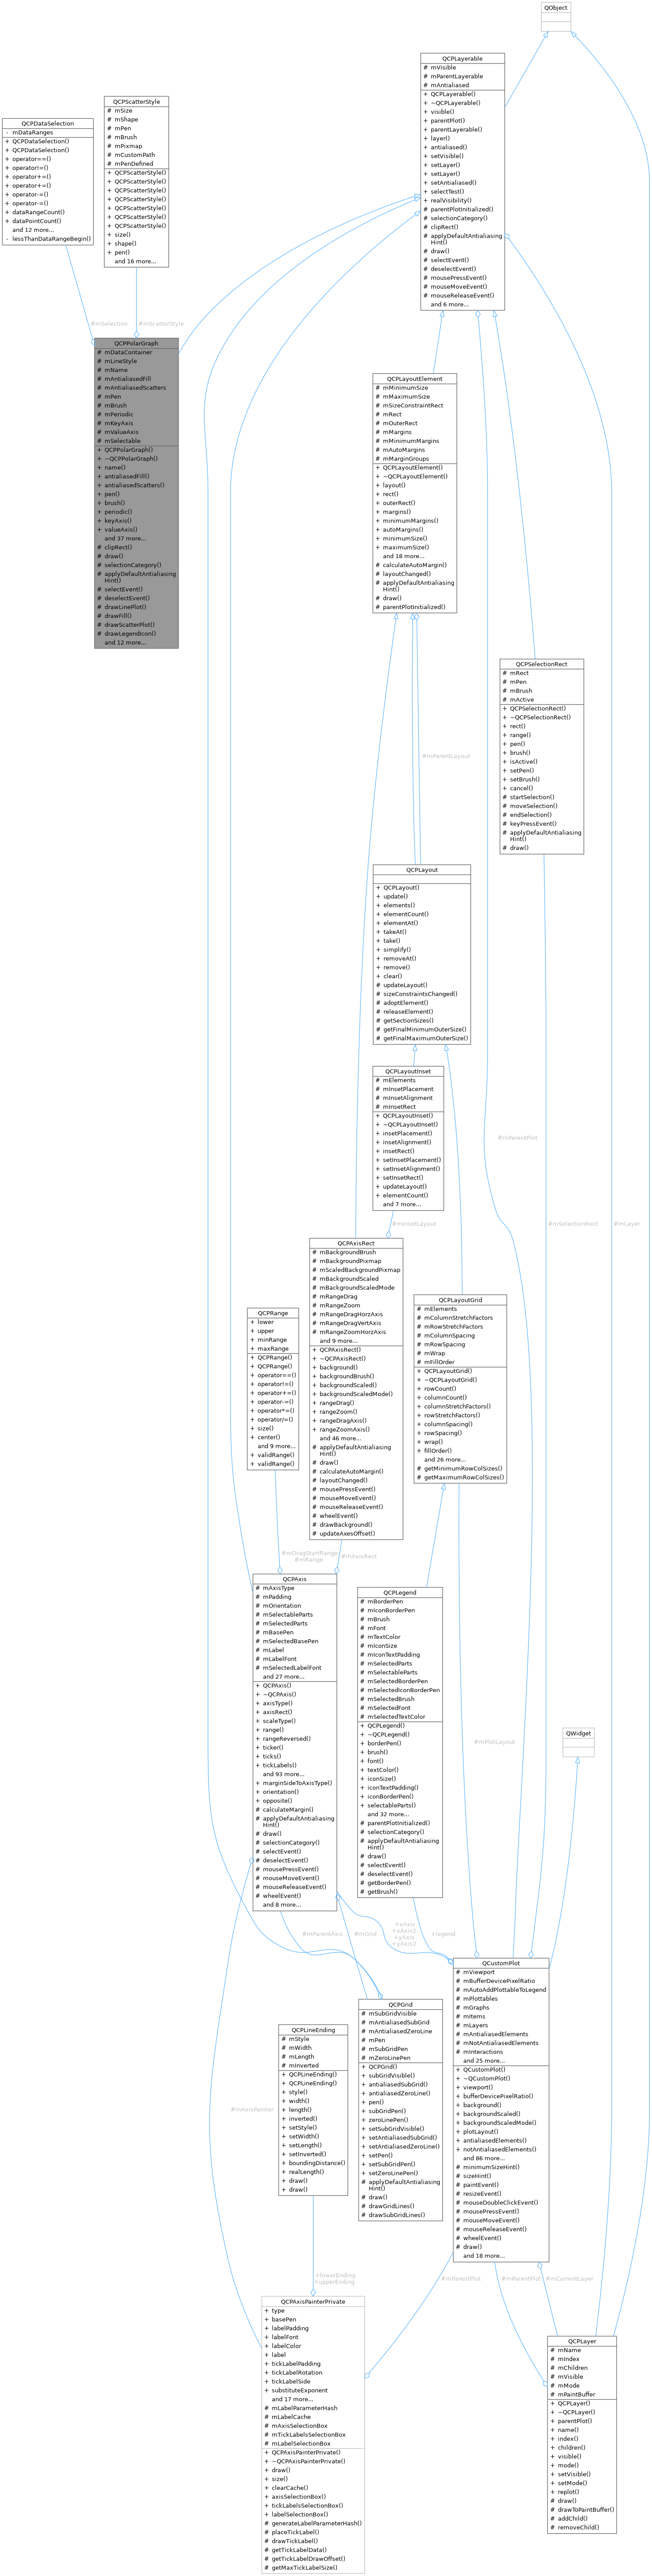 QObject
QCPLayerable
# mVisible
# mParentLayerable
# mAntialiased
+ QCPLayerable()
+ ~QCPLayerable()
+ visible()
+ parentPlot()
+ parentLayerable()
+ layer()
+ antialiased()
+ setVisible()
+ setLayer()
+ setLayer()
+ setAntialiased()
+ selectTest()
+ realVisibility()
# parentPlotInitialized()
# selectionCategory()
# clipRect()
# applyDefaultAntialiasing
Hint()
# draw()
# selectEvent()
# deselectEvent()
# mousePressEvent()
# mouseMoveEvent()
# mouseReleaseEvent()
and 6 more...
QCPScatterStyle
# mSize
# mShape
# mPen
# mBrush
# mPixmap
# mCustomPath
# mPenDefined
+ QCPScatterStyle()
+ QCPScatterStyle()
+ QCPScatterStyle()
+ QCPScatterStyle()
+ QCPScatterStyle()
+ QCPScatterStyle()
+ QCPScatterStyle()
+ size()
+ shape()
+ pen()
and 16 more...
QCPDataSelection
- mDataRanges
+ QCPDataSelection()
+ QCPDataSelection()
+ operator==()
+ operator!=()
+ operator+=()
+ operator+=()
+ operator-=()
+ operator-=()
+ dataRangeCount()
+ dataPointCount()
and 12 more...
- lessThanDataRangeBegin()
#mSelection
#mScatterStyle
QCPPolarGraph
# mDataContainer
# mLineStyle
# mName
# mAntialiasedFill
# mAntialiasedScatters
# mPen
# mBrush
# mPeriodic
# mKeyAxis
# mValueAxis
# mSelectable
+ QCPPolarGraph()
+ ~QCPPolarGraph()
+ name()
+ antialiasedFill()
+ antialiasedScatters()
+ pen()
+ brush()
+ periodic()
+ keyAxis()
+ valueAxis()
and 37 more...
# clipRect()
# draw()
# selectionCategory()
# applyDefaultAntialiasing
Hint()
# selectEvent()
# deselectEvent()
# drawLinePlot()
# drawFill()
# drawScatterPlot()
# drawLegendIcon()
and 12 more...
QCPLayoutElement
# mMinimumSize
# mMaximumSize
# mSizeConstraintRect
# mRect
# mOuterRect
# mMargins
# mMinimumMargins
# mAutoMargins
# mMarginGroups
+ QCPLayoutElement()
+ ~QCPLayoutElement()
+ layout()
+ rect()
+ outerRect()
+ margins()
+ minimumMargins()
+ autoMargins()
+ minimumSize()
+ maximumSize()
and 18 more...
# calculateAutoMargin()
# layoutChanged()
# applyDefaultAntialiasing
Hint()
# draw()
# parentPlotInitialized()
QCPSelectionRect
# mRect
# mPen
# mBrush
# mActive
+ QCPSelectionRect()
+ ~QCPSelectionRect()
+ rect()
+ range()
+ pen()
+ brush()
+ isActive()
+ setPen()
+ setBrush()
+ cancel()
# startSelection()
# moveSelection()
# endSelection()
# keyPressEvent()
# applyDefaultAntialiasing
Hint()
# draw()
#mParentLayout
QCPLayout
+ QCPLayout()
+ update()
+ elements()
+ elementCount()
+ elementAt()
+ takeAt()
+ take()
+ simplify()
+ removeAt()
+ remove()
+ clear()
# updateLayout()
# sizeConstraintsChanged()
# adoptElement()
# releaseElement()
# getSectionSizes()
# getFinalMinimumOuterSize()
# getFinalMaximumOuterSize()
QCPLayoutInset
# mElements
# mInsetPlacement
# mInsetAlignment
# mInsetRect
+ QCPLayoutInset()
+ ~QCPLayoutInset()
+ insetPlacement()
+ insetAlignment()
+ insetRect()
+ setInsetPlacement()
+ setInsetAlignment()
+ setInsetRect()
+ updateLayout()
+ elementCount()
and 7 more...
#mParentPlot
#mInsetLayout
#mSelectionRect
#mLayer
QCPAxisRect
# mBackgroundBrush
# mBackgroundPixmap
# mScaledBackgroundPixmap
# mBackgroundScaled
# mBackgroundScaledMode
# mRangeDrag
# mRangeZoom
# mRangeDragHorzAxis
# mRangeDragVertAxis
# mRangeZoomHorzAxis
and 9 more...
+ QCPAxisRect()
+ ~QCPAxisRect()
+ background()
+ backgroundBrush()
+ backgroundScaled()
+ backgroundScaledMode()
+ rangeDrag()
+ rangeZoom()
+ rangeDragAxis()
+ rangeZoomAxis()
and 46 more...
# applyDefaultAntialiasing
Hint()
# draw()
# calculateAutoMargin()
# layoutChanged()
# mousePressEvent()
# mouseMoveEvent()
# mouseReleaseEvent()
# wheelEvent()
# drawBackground()
# updateAxesOffset()
QCPLayoutGrid
# mElements
# mColumnStretchFactors
# mRowStretchFactors
# mColumnSpacing
# mRowSpacing
# mWrap
# mFillOrder
+ QCPLayoutGrid()
+ ~QCPLayoutGrid()
+ rowCount()
+ columnCount()
+ columnStretchFactors()
+ rowStretchFactors()
+ columnSpacing()
+ rowSpacing()
+ wrap()
+ fillOrder()
and 26 more...
# getMinimumRowColSizes()
# getMaximumRowColSizes()
QCPRange
+ lower
+ upper
+ minRange
+ maxRange
+ QCPRange()
+ QCPRange()
+ operator==()
+ operator!=()
+ operator+=()
+ operator-=()
+ operator*=()
+ operator/=()
+ size()
+ center()
and 9 more...
+ validRange()
+ validRange()
#mDragStartRange
#mRange
#mAxisRect
QCPAxis
# mAxisType
# mPadding
# mOrientation
# mSelectableParts
# mSelectedParts
# mBasePen
# mSelectedBasePen
# mLabel
# mLabelFont
# mSelectedLabelFont
and 27 more...
+ QCPAxis()
+ ~QCPAxis()
+ axisType()
+ axisRect()
+ scaleType()
+ range()
+ rangeReversed()
+ ticker()
+ ticks()
+ tickLabels()
and 93 more...
+ marginSideToAxisType()
+ orientation()
+ opposite()
# calculateMargin()
# applyDefaultAntialiasing
Hint()
# draw()
# selectionCategory()
# selectEvent()
# deselectEvent()
# mousePressEvent()
# mouseMoveEvent()
# mouseReleaseEvent()
# wheelEvent()
and 8 more...
QCPLegend
# mBorderPen
# mIconBorderPen
# mBrush
# mFont
# mTextColor
# mIconSize
# mIconTextPadding
# mSelectedParts
# mSelectableParts
# mSelectedBorderPen
# mSelectedIconBorderPen
# mSelectedBrush
# mSelectedFont
# mSelectedTextColor
+ QCPLegend()
+ ~QCPLegend()
+ borderPen()
+ brush()
+ font()
+ textColor()
+ iconSize()
+ iconTextPadding()
+ iconBorderPen()
+ selectableParts()
and 32 more...
# parentPlotInitialized()
# selectionCategory()
# applyDefaultAntialiasing
Hint()
# draw()
# selectEvent()
# deselectEvent()
# getBorderPen()
# getBrush()
#mPlotLayout
QWidget
#mParentAxis
#mGrid
+xAxis
+xAxis2
+yAxis
+yAxis2
+legend
QCustomPlot
# mViewport
# mBufferDevicePixelRatio
# mAutoAddPlottableToLegend
# mPlottables
# mGraphs
# mItems
# mLayers
# mAntialiasedElements
# mNotAntialiasedElements
# mInteractions
and 25 more...
+ QCustomPlot()
+ ~QCustomPlot()
+ viewport()
+ bufferDevicePixelRatio()
+ background()
+ backgroundScaled()
+ backgroundScaledMode()
+ plotLayout()
+ antialiasedElements()
+ notAntialiasedElements()
and 86 more...
# minimumSizeHint()
# sizeHint()
# paintEvent()
# resizeEvent()
# mouseDoubleClickEvent()
# mousePressEvent()
# mouseMoveEvent()
# mouseReleaseEvent()
# wheelEvent()
# draw()
and 18 more...
QCPGrid
# mSubGridVisible
# mAntialiasedSubGrid
# mAntialiasedZeroLine
# mPen
# mSubGridPen
# mZeroLinePen
+ QCPGrid()
+ subGridVisible()
+ antialiasedSubGrid()
+ antialiasedZeroLine()
+ pen()
+ subGridPen()
+ zeroLinePen()
+ setSubGridVisible()
+ setAntialiasedSubGrid()
+ setAntialiasedZeroLine()
+ setPen()
+ setSubGridPen()
+ setZeroLinePen()
# applyDefaultAntialiasing
Hint()
# draw()
# drawGridLines()
# drawSubGridLines()
QCPLineEnding
# mStyle
# mWidth
# mLength
# mInverted
+ QCPLineEnding()
+ QCPLineEnding()
+ style()
+ width()
+ length()
+ inverted()
+ setStyle()
+ setWidth()
+ setLength()
+ setInverted()
+ boundingDistance()
+ realLength()
+ draw()
+ draw()
#mAxisPainter
+lowerEnding
+upperEnding
#mParentPlot
#mParentPlot
#mCurrentLayer
QCPAxisPainterPrivate
+ type
+ basePen
+ labelPadding
+ labelFont
+ labelColor
+ label
+ tickLabelPadding
+ tickLabelRotation
+ tickLabelSide
+ substituteExponent
and 17 more...
# mLabelParameterHash
# mLabelCache
# mAxisSelectionBox
# mTickLabelsSelectionBox
# mLabelSelectionBox
+ QCPAxisPainterPrivate()
+ ~QCPAxisPainterPrivate()
+ draw()
+ size()
+ clearCache()
+ axisSelectionBox()
+ tickLabelsSelectionBox()
+ labelSelectionBox()
# generateLabelParameterHash()
# placeTickLabel()
# drawTickLabel()
# getTickLabelData()
# getTickLabelDrawOffset()
# getMaxTickLabelSize()
QCPLayer
# mName
# mIndex
# mChildren
# mVisible
# mMode
# mPaintBuffer
+ QCPLayer()
+ ~QCPLayer()
+ parentPlot()
+ name()
+ index()
+ children()
+ visible()
+ mode()
+ setVisible()
+ setMode()
+ replot()
# draw()
# drawToPaintBuffer()
# addChild()
# removeChild()